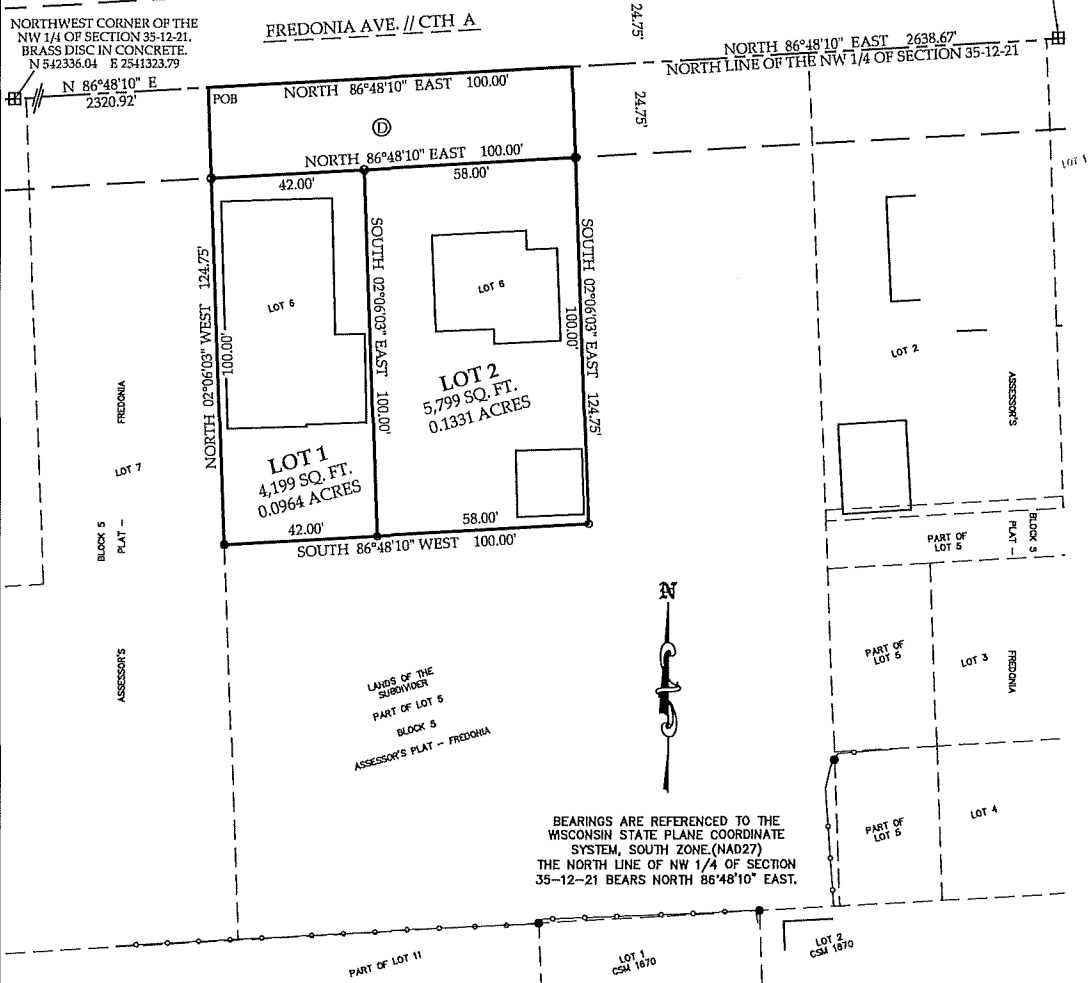 NORTHWEST CORNER OF THE
NW 1/4 OF SECTION 35-12-21.
BRASS DISC IN CONCRETE.
N 542336.04 E 2541323.79
FREDONIA AVE. // CTH A
24.75'
NORTH 86°48'10" EAST 2638.67'
NORTH LINE OF THE NW 1/4 OF SECTION 35-12-21
N 86°48'10" E
2320.92'
POB
NORTH 86°48'10" EAST 100.00'
24.75'
D
NORTH 86°48'10" EAST 100.00'
42.00'
58.00'
LOT 1
NORTH 02°06'03" WEST 124.75'
100.00'
LOT 6
SOUTH 02°06'03" EAST 100.00'
LOT 6
100.00'
SOUTH 02°06'03" EAST 124.75'
LOT 2
5,799 SQ. FT.
0.1331 ACRES
LOT 1
4,199 SQ. FT.
0.0964 ACRES
42.00'
58.00'
SOUTH 86°48'10" WEST 100.00'
FREDONIA
LOT 7
BLOCK 5
PLAT -
ASSESSOR'S
LOT 2
ASSESSOR'S
PART OF
LOT 5
PLAT -
BLOCK 5
PART OF
LOT 5
LOT 3
FREDONIA
PART OF
LOT 5
LOT 4
LANDS OF THE
SUBDIVIDER
PART OF LOT 5
BLOCK 5
ASSESSOR'S PLAT - FREDONIA
N
BEARINGS ARE REFERENCED TO THE
WISCONSIN STATE PLANE COORDINATE
SYSTEM, SOUTH ZONE.(NAD27)
THE NORTH LINE OF NW 1/4 OF SECTION
35-12-21 BEARS NORTH 86°48'10" EAST.
PART OF LOT 11
LOT 1
CSM 1670
LOT 2
CSM 1670